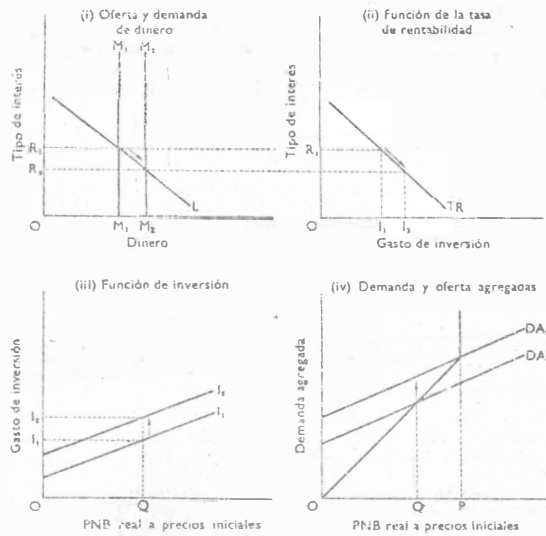 (i) Oferta y demanda
de dinero
M₁ M₂
Tipo de interés
R₁
R₂
L
O
M₁ M₂
Dinero
(ii) Función de la tasa
de rentabilidad
Tipo de interés
R₁
TR
O
I₁ I₂
Gasto de inversión
(iii) Función de inversión
Gasto de inversión
I₂
I₁
I₂
I₁
O
Q
PNB real a precios iniciales
(iv) Demanda y oferta agregadas
Demanda agregada
DA
DA
O
Q P
PNB real a precios iniciales